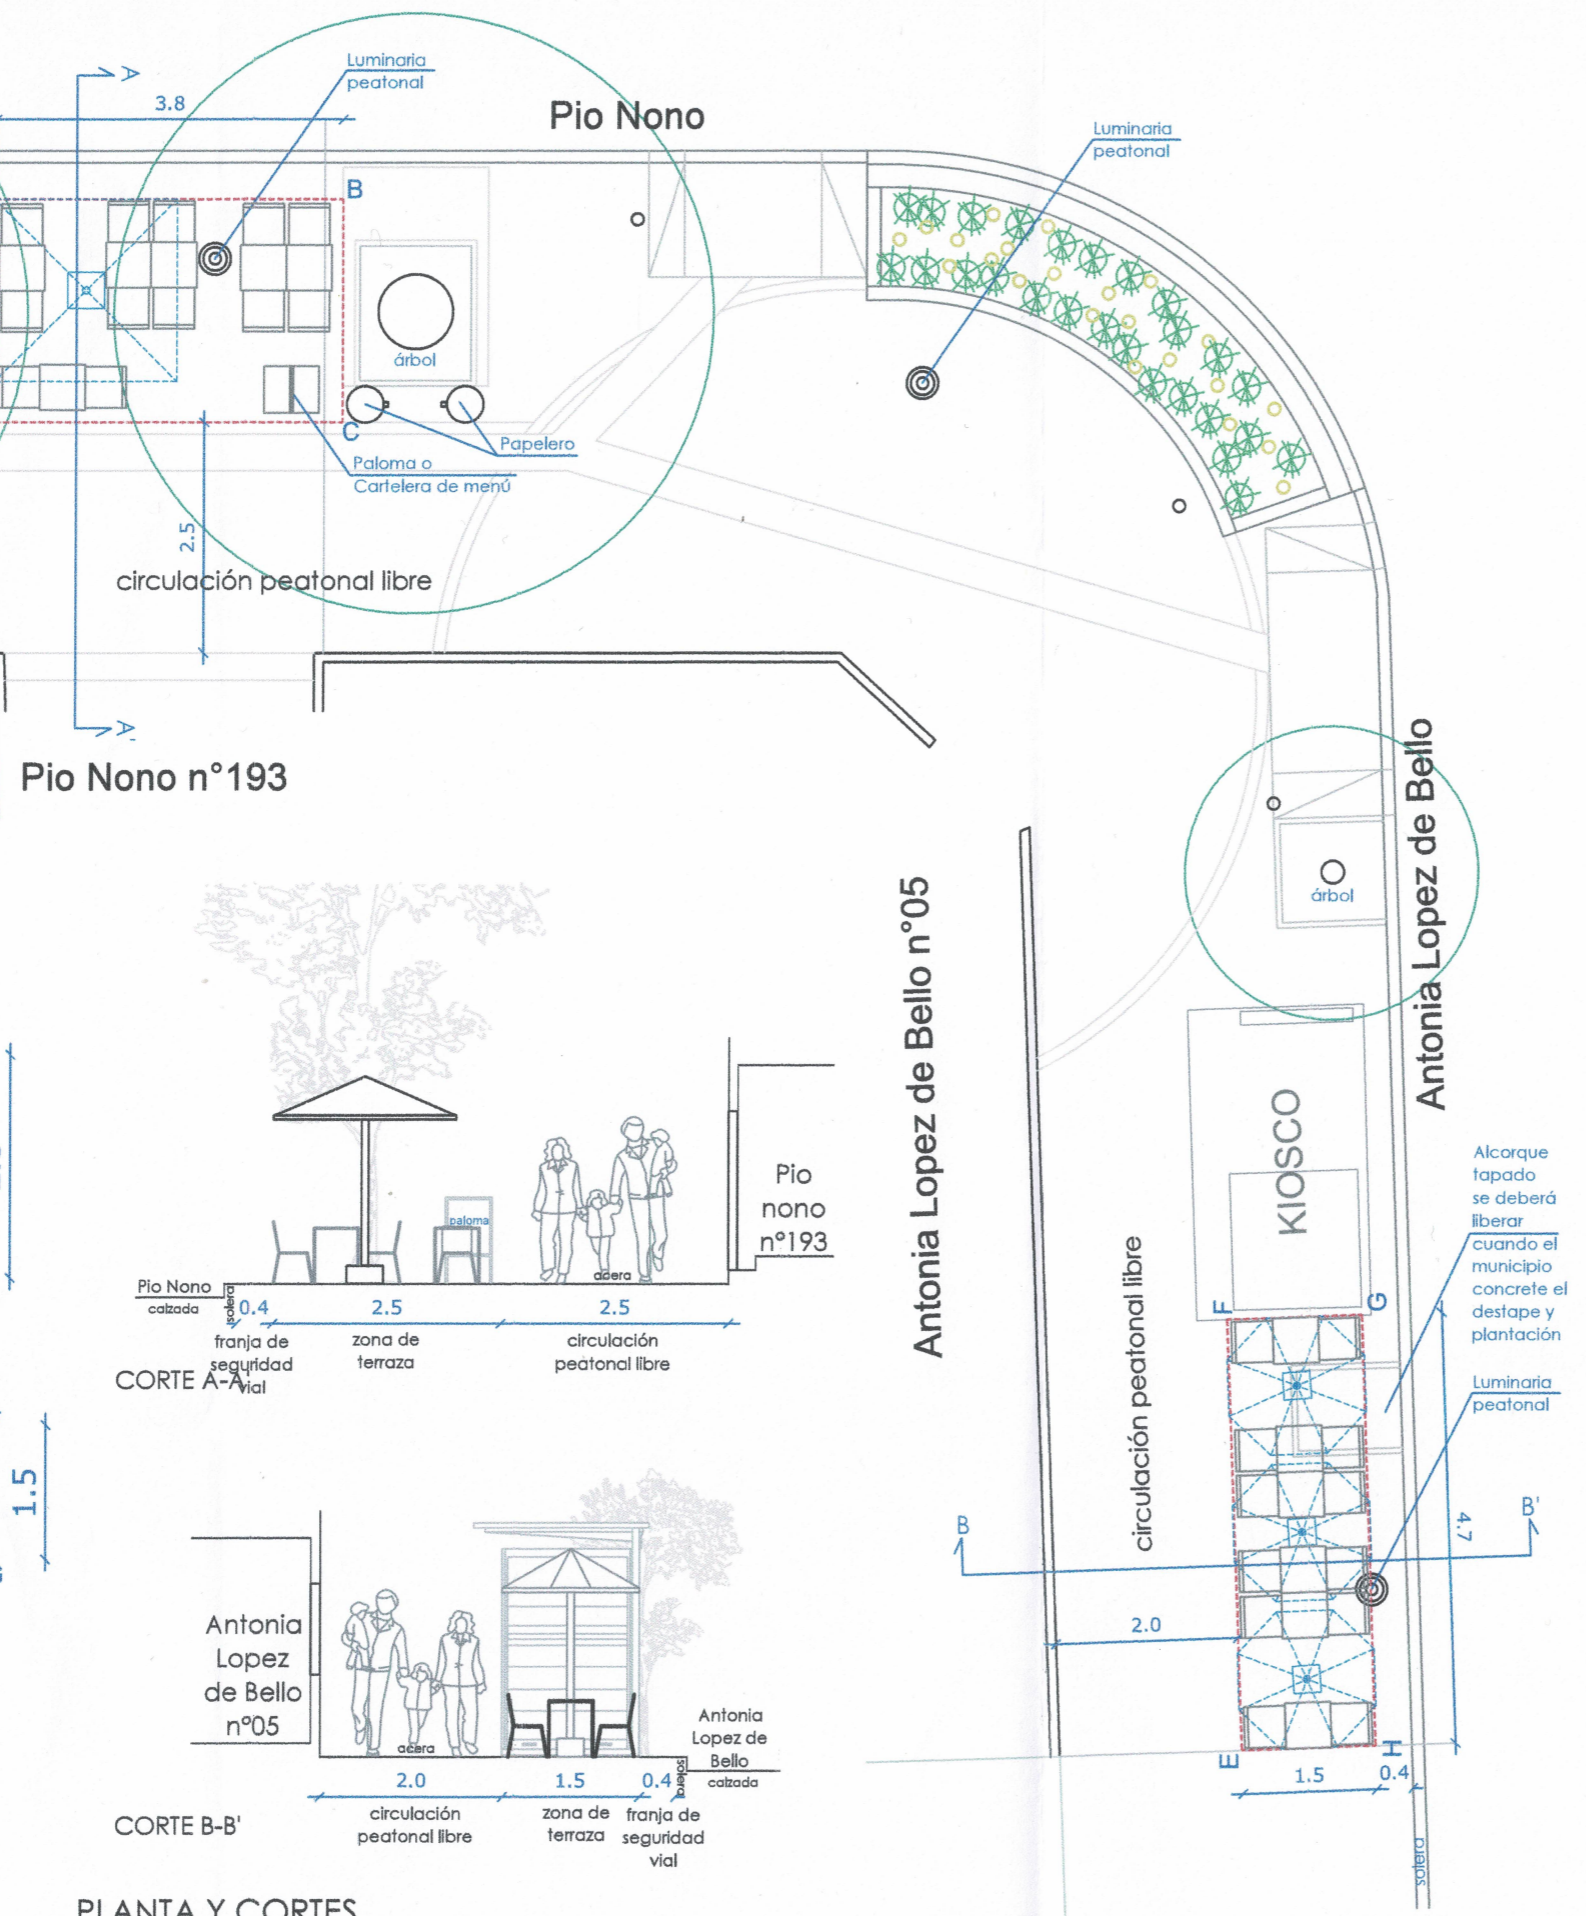 A
Luminaria
peatonal
3.8
Pio Nono
Luminaria
peatonal
B
árbol
C
Papelero
Paloma o
Cartelera de menú
2.5
circulación peatonal libre
A'
Pio Nono n°193
Antonia Lopez de Bello
árbol
Antonia Lopez de Bello n°05
KIOSCO
Alcorque
tapado
se deberá
liberar
cuando el
municipio
concrete el
destape y
plantación
circulación peatonal libre
F
G
Luminaria
peatonal
4.7
B
B'
2.0
E
H
1.5
0.4
solera
paloma
Pio
nono
n°193
acera
Pio Nono
calzada
solera
0.4
2.5
2.5
franja de
seguridad
vial
zona de
terraza
circulación
peatonal libre
CORTE A-A'
1.5
Antonia
Lopez
de Bello
n°05
acera
Antonia
Lopez de
Bello
calzada
solera
2.0
1.5
0.4
circulación
peatonal libre
zona de
terraza
franja de
seguridad
vial
CORTE B-B'
PLANTA Y CORTES